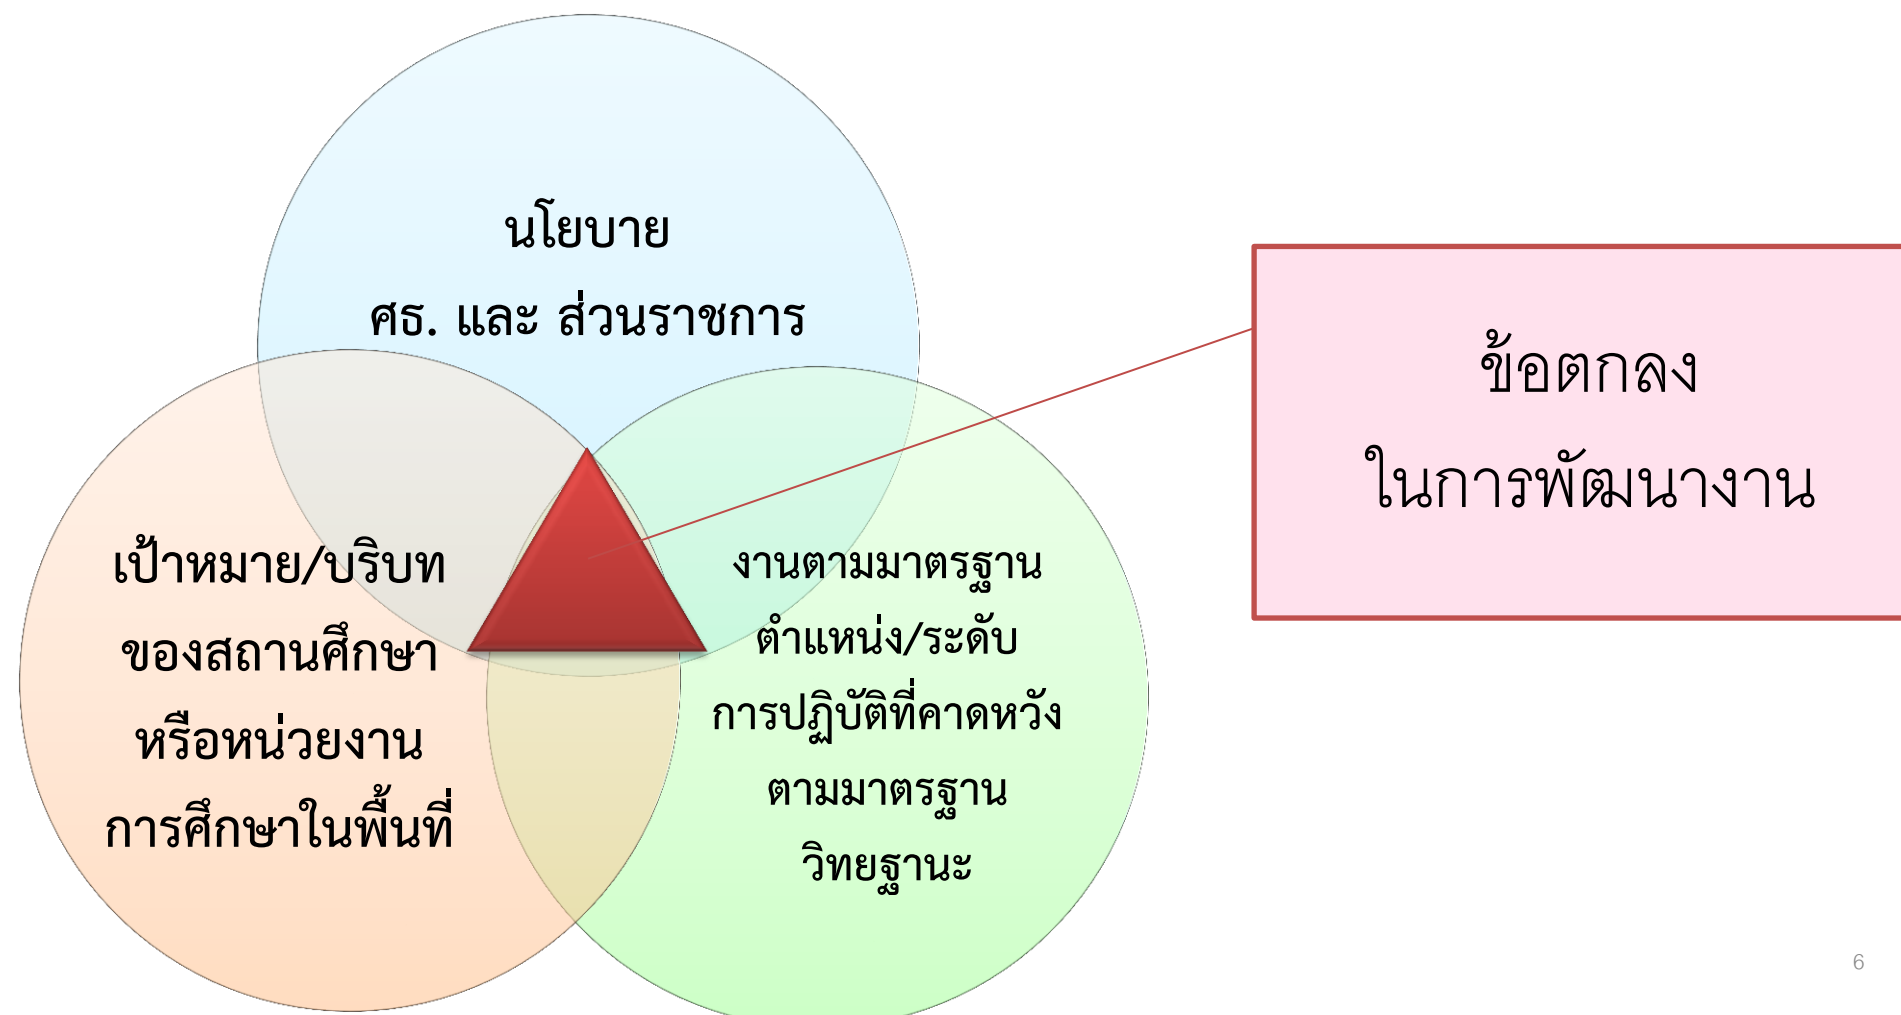 นโยบาย
ศธ. และ ส่วนราชการ
เป้าหมาย/บริบท
ของสถานศึกษา
หรือหน่วยงาน
การศึกษาในพื้นที่
งานตามมาตรฐาน
ตำแหน่ง/ระดับ
การปฏิบัติที่คาดหวัง
ตามมาตรฐาน
วิทยฐานะ
ข้อตกลง
ในการพัฒนางาน
6